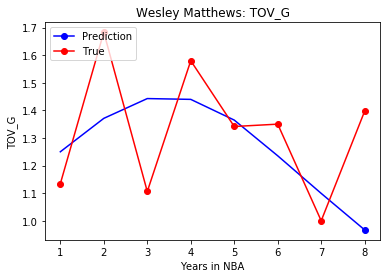 Wesley Matthews: TOV_G
Prediction
True
1.7
1.6
1.5
1.4
1.3
1.2
1.1
1.0
TOV_G
1 2 3 4 5 6 7 8
Years in NBA